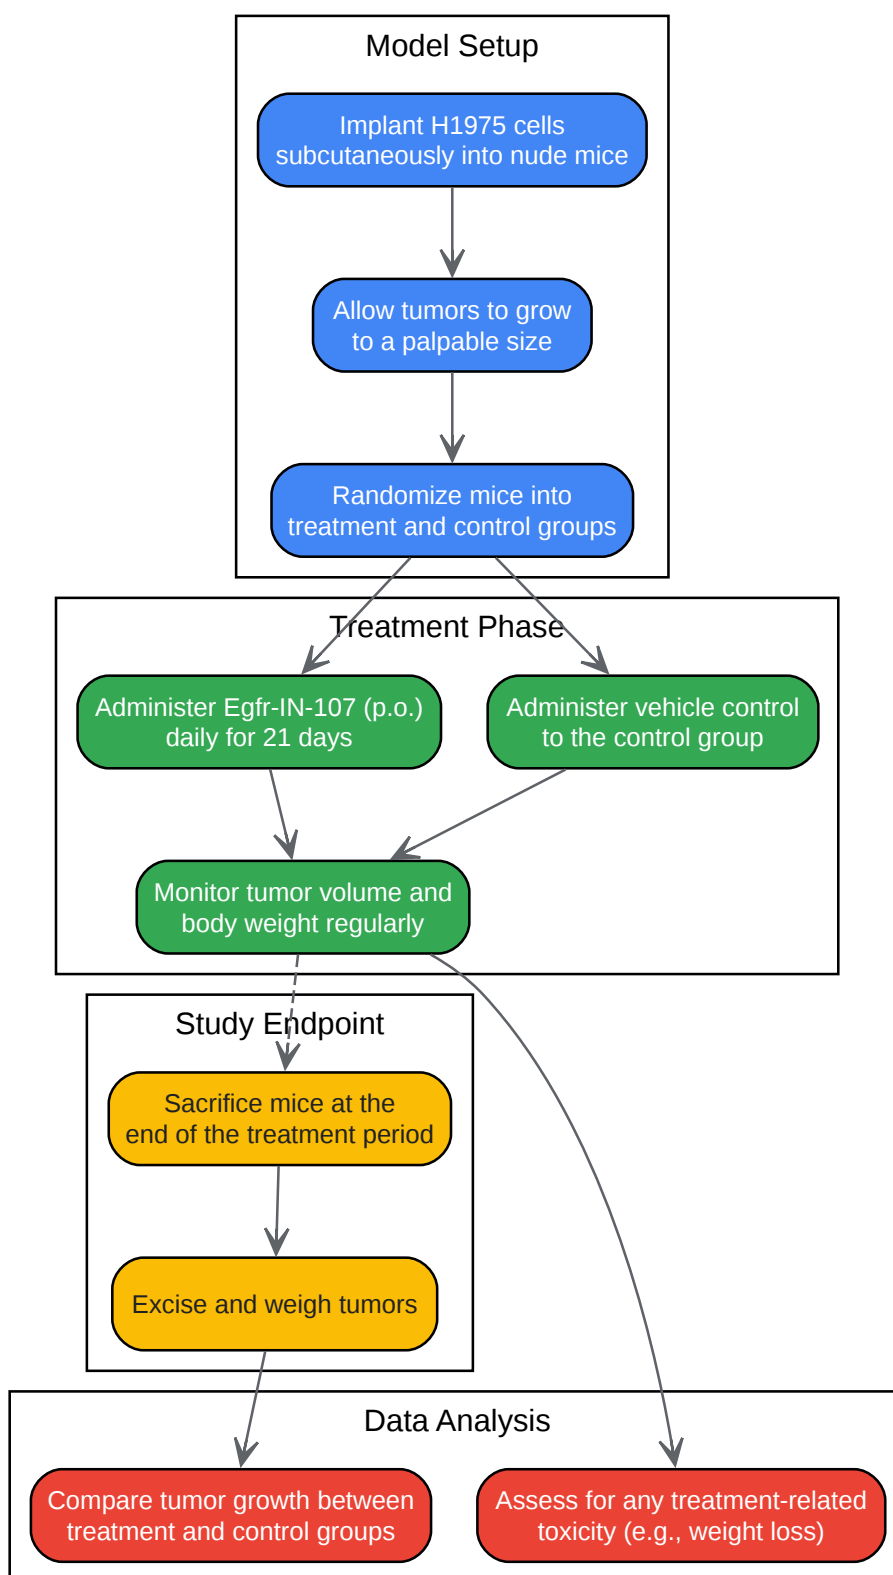 Model Setup
Implant H1975 cells
subcutaneously into nude mice
Allow tumors to grow
to a palpable size
Randomize mice into
treatment and control groups
Treatment Phase
Administer Egfr-IN-107 (p.o.)
daily for 21 days
Administer vehicle control
to the control group
Monitor tumor volume and
body weight regularly
Study Endpoint
Sacrifice mice at the
end of the treatment period
Excise and weigh tumors
Data Analysis
Compare tumor growth between
treatment and control groups
Assess for any treatment-related
toxicity (e.g., weight loss)